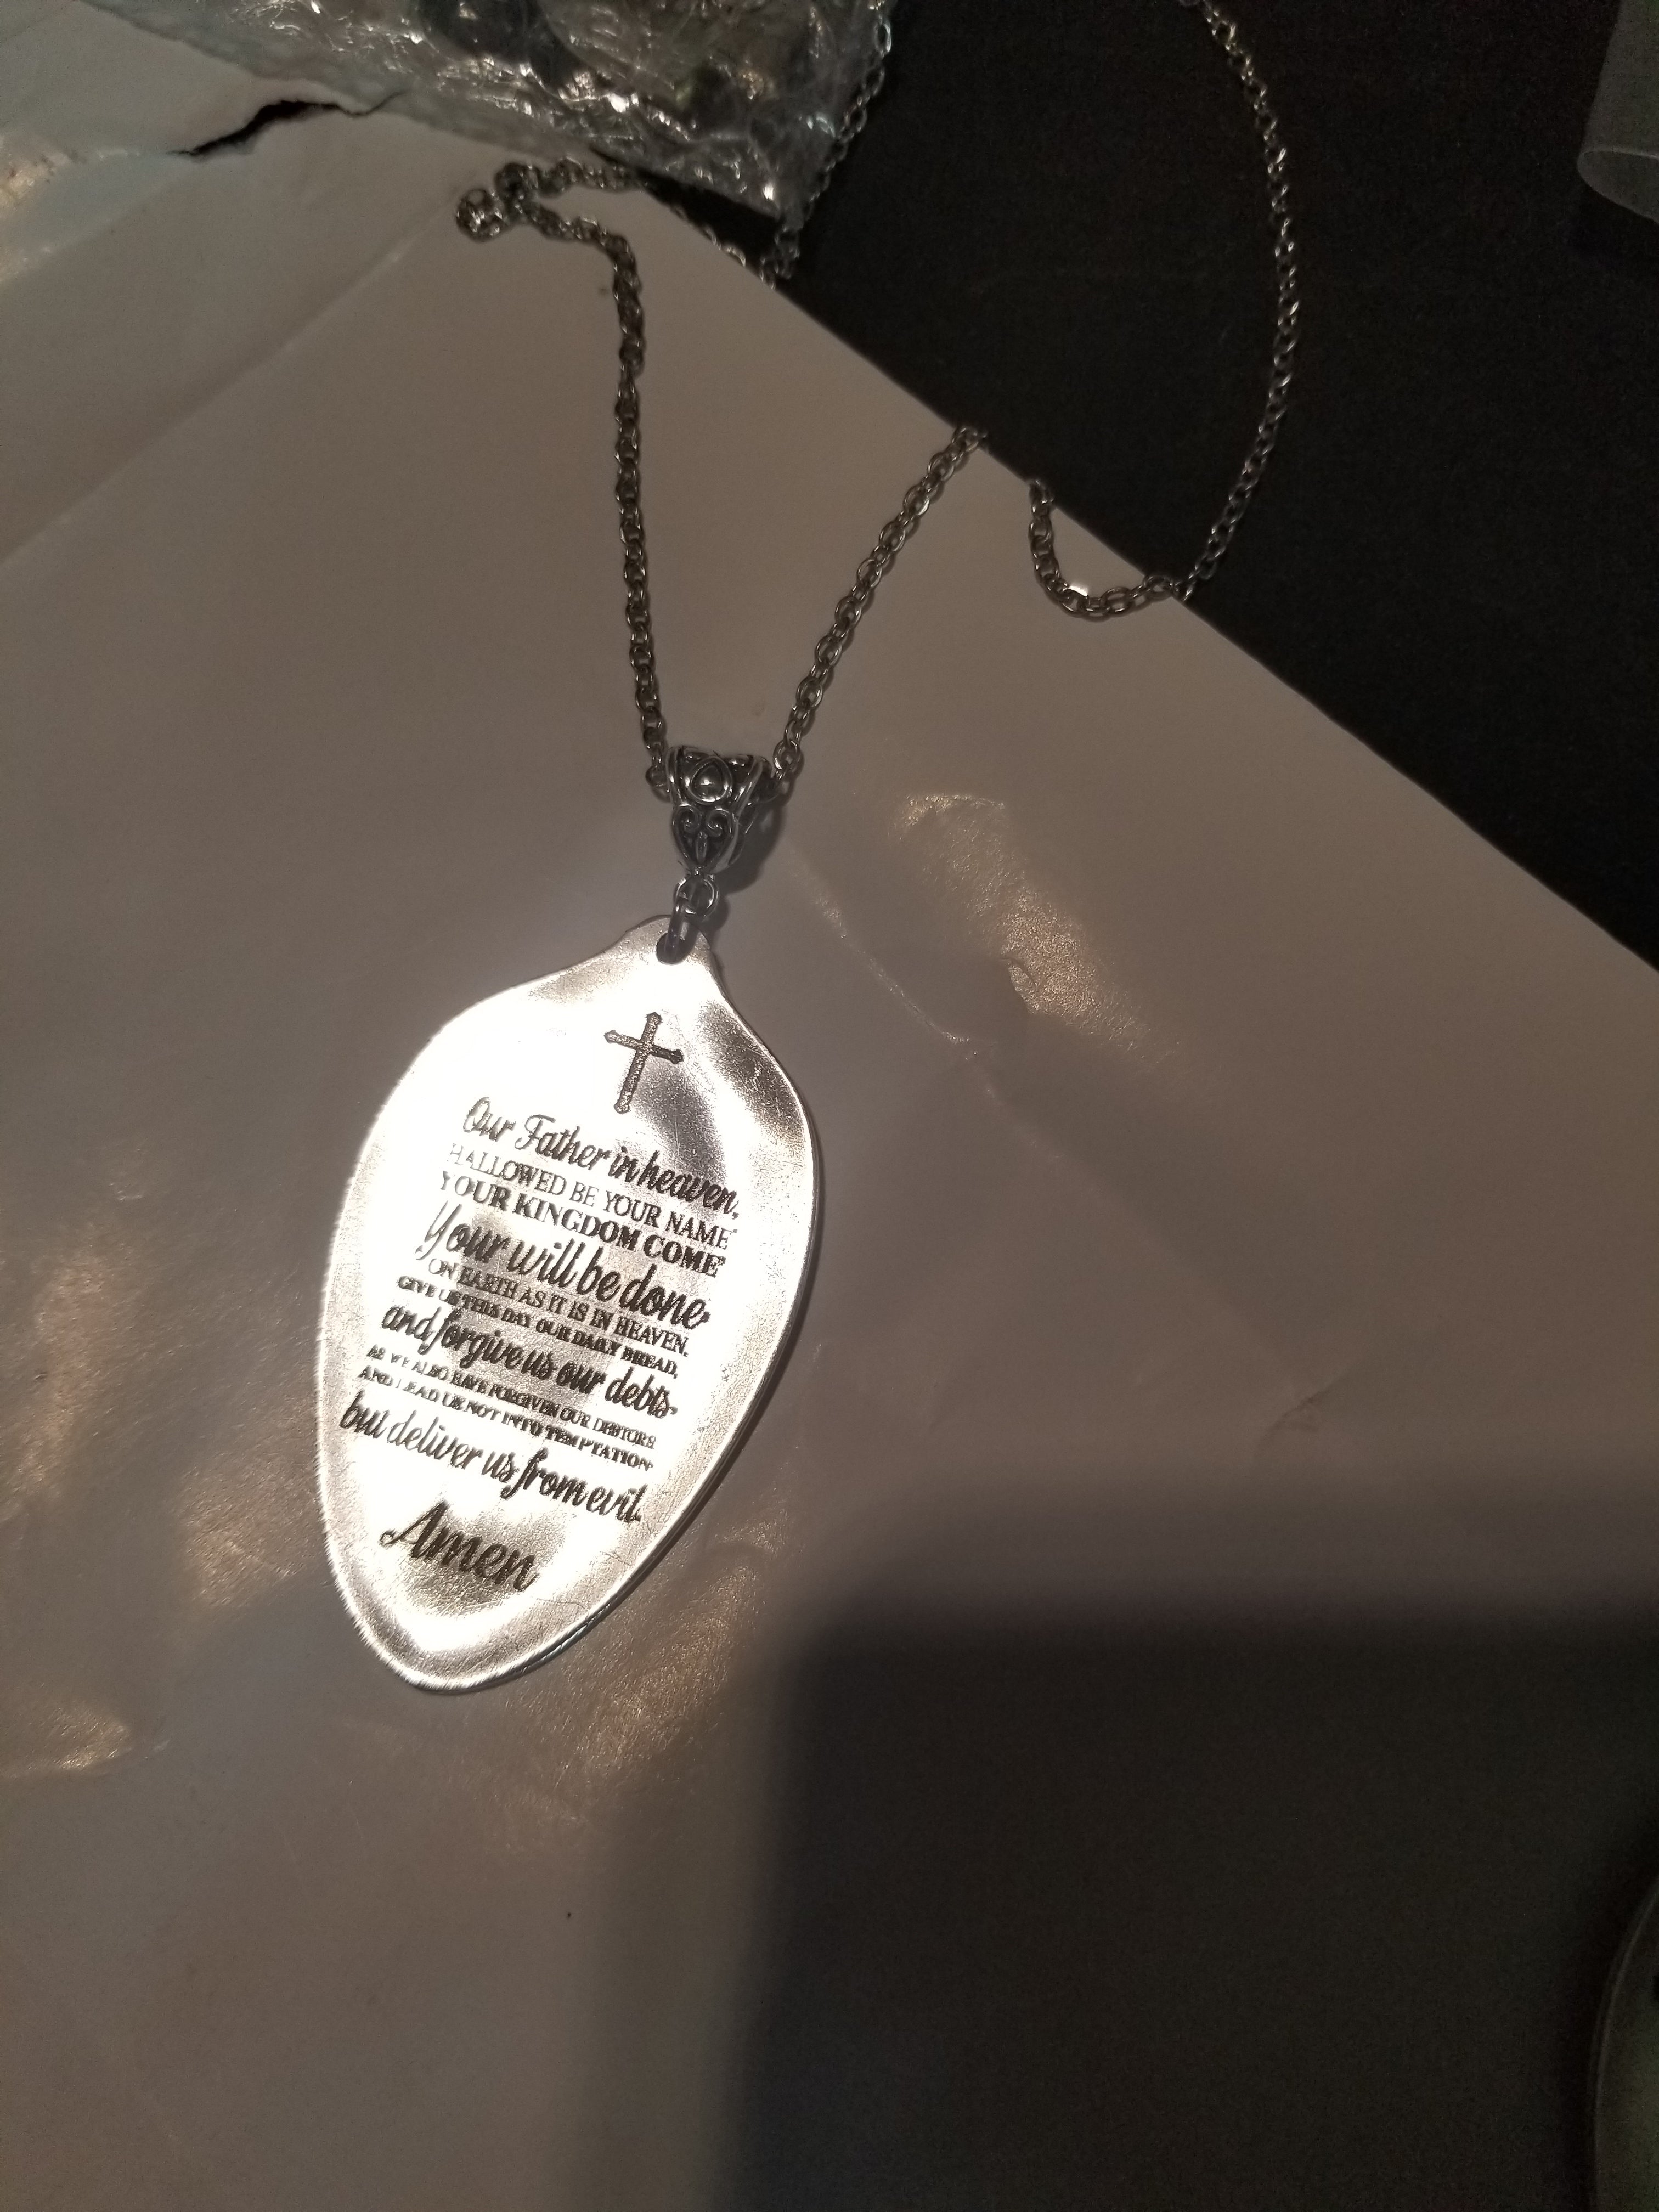 Our Father in heaven,
HALLOWED BE YOUR NAME
YOUR KINGDOM COME
Your will be done
ON EARTH AS IT IS IN HEAVEN.
GIVE US THIS DAY OUR DAILY BREAD,
and forgive us our debts
AS WE ALSO HAVE FORGIVEN OUR DEBTORS
AND LEAD US NOT INTO TEMPTATION
but deliver us from evil.
Amen